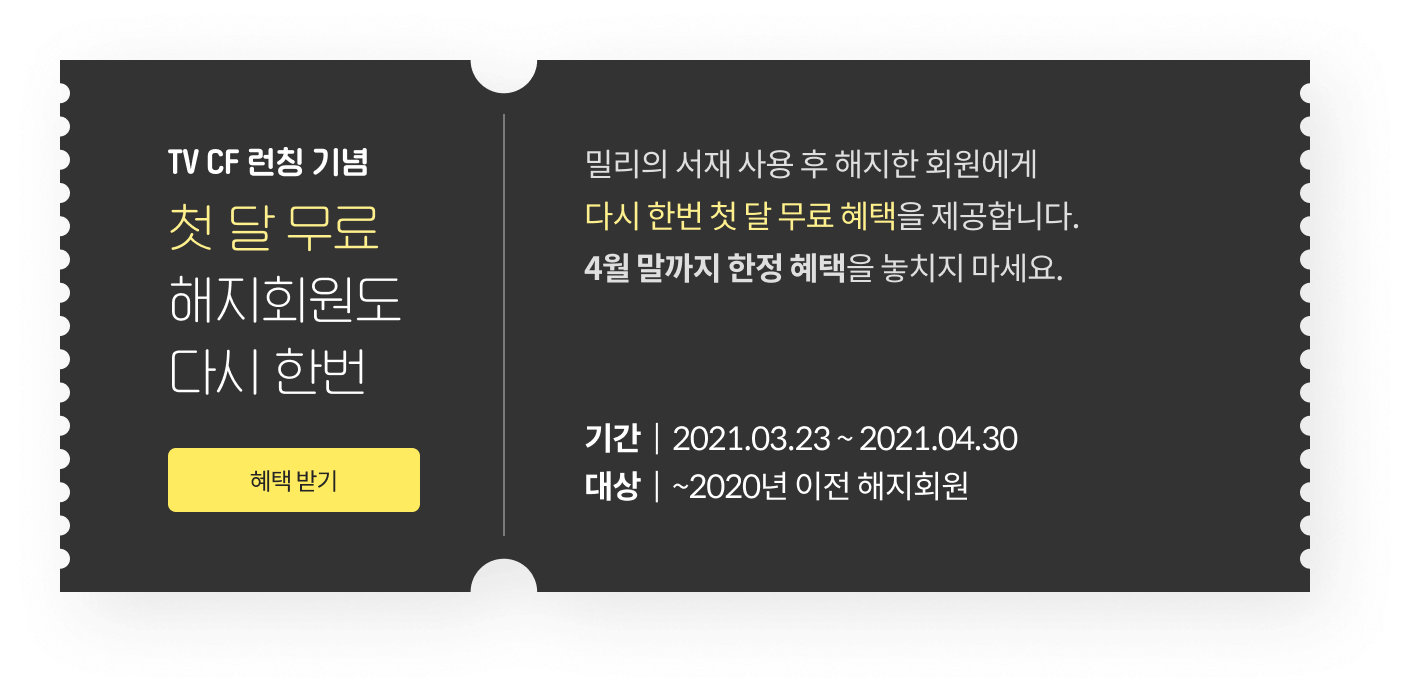 TV CF 런칭 기념
첫 달 무료
해지회원도
다시 한번
혜택 받기
밀리의 서재 사용 후 해지한 회원에게
다시 한번 첫 달 무료 혜택을 제공합니다.
4월 말까지 한정 혜택을 놓치지 마세요.
기간 | 2021.03.23 ~ 2021.04.30
대상 | ~2020년 이전 해지회원